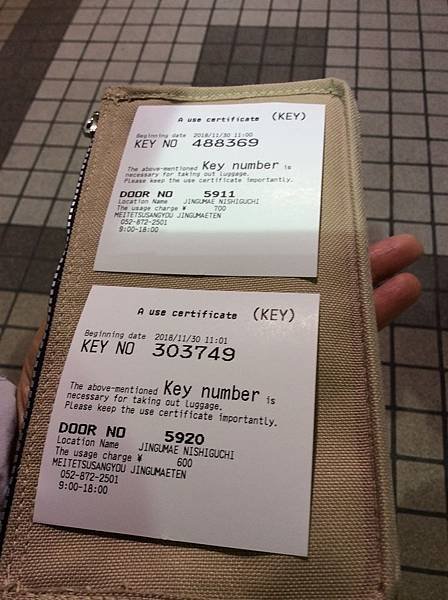 A use certificate (KEY)
Beginning date 2018/11/30 11:00
KEY NO 488369
The above-mentioned Key number is
necessary for taking out luggage.
Please keep the use certificate importantly.
DOOR NO 5911
Location Name JINGUMAE NISHIGUCHI
The usage charge ¥ 700
MEITETSUSANGYOU JINGUMAETEN
052-872-2501
9:00-18:00
A use certificate (KEY)
Beginning date 2018/11/30 11:01
KEY NO 303749
The above-mentioned Key number is
necessary for taking out luggage.
Please keep the use certificate importantly.
DOOR NO 5920
Location Name JINGUMAE NISHIGUCHI
The usage charge ¥ 600
MEITETSUSANGYOU JINGUMAETEN
052-872-2501
9:00-18:00